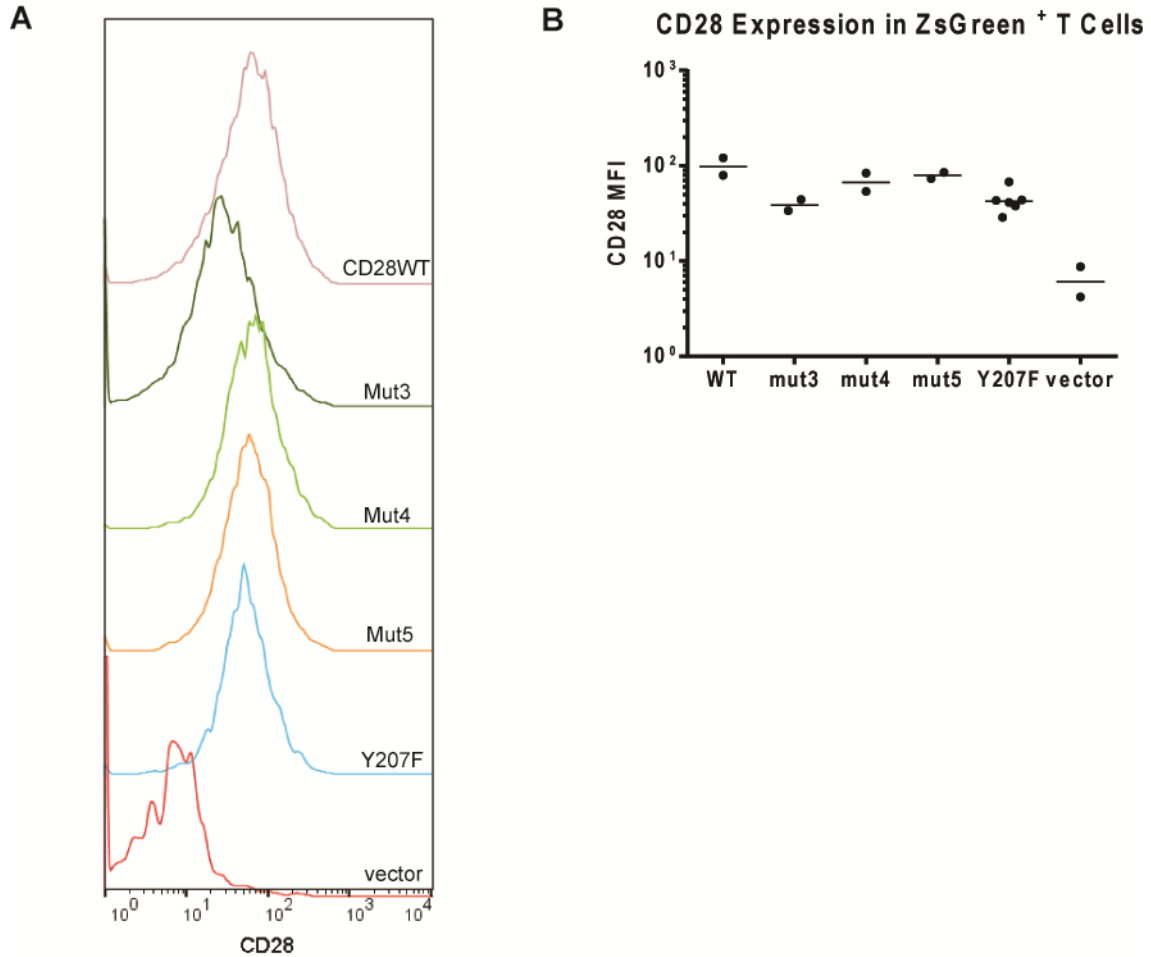 A
CD28WT
Mut3
Mut4
Mut5
Y207F
vector
10⁰ 10¹ 10² 10³ 10⁴
CD28
B
CD28 Expression in ZsGreen ⁺ T Cells
CD28 MFI
10³
10²
10¹
10⁰
WT mut3 mut4 mut5 Y207F vector